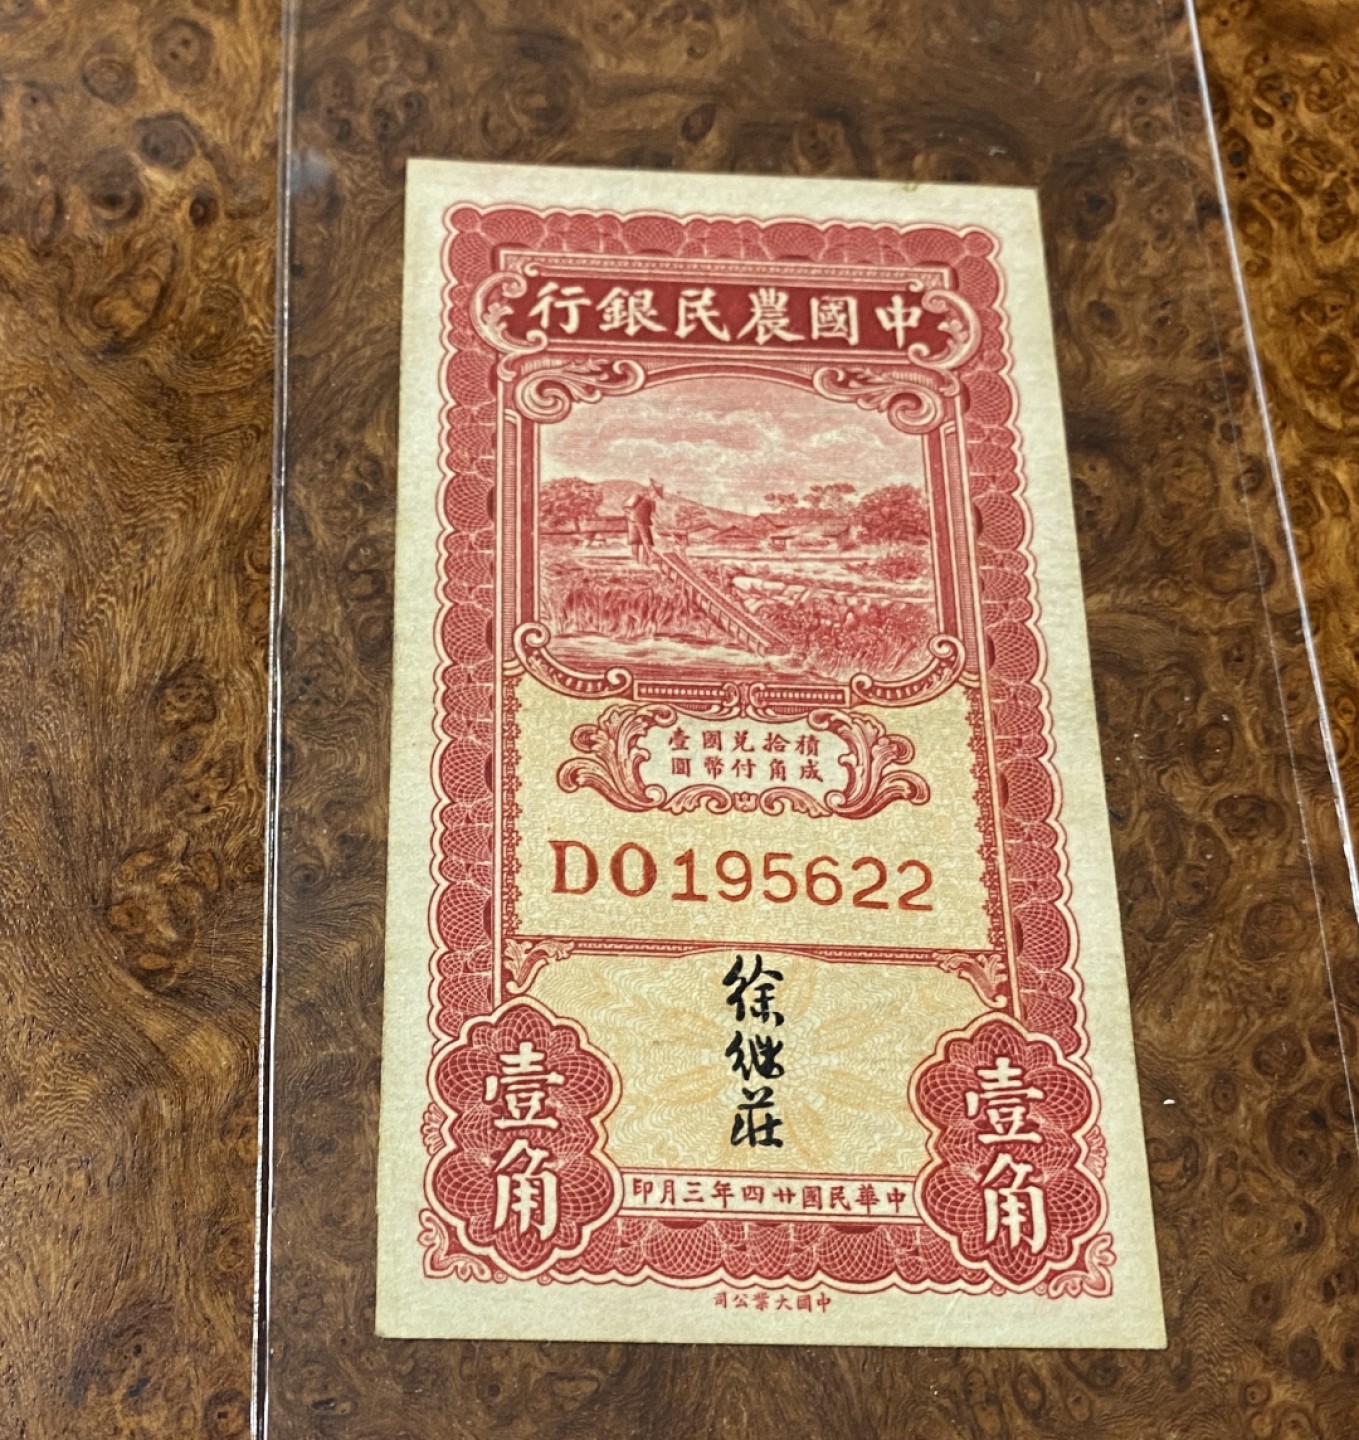 中國農民銀行
積拾兌國壹
成角付幣圓
DO195622
徐继莊
壹角
壹角
中華民國廿四年三月印
中國大業公司